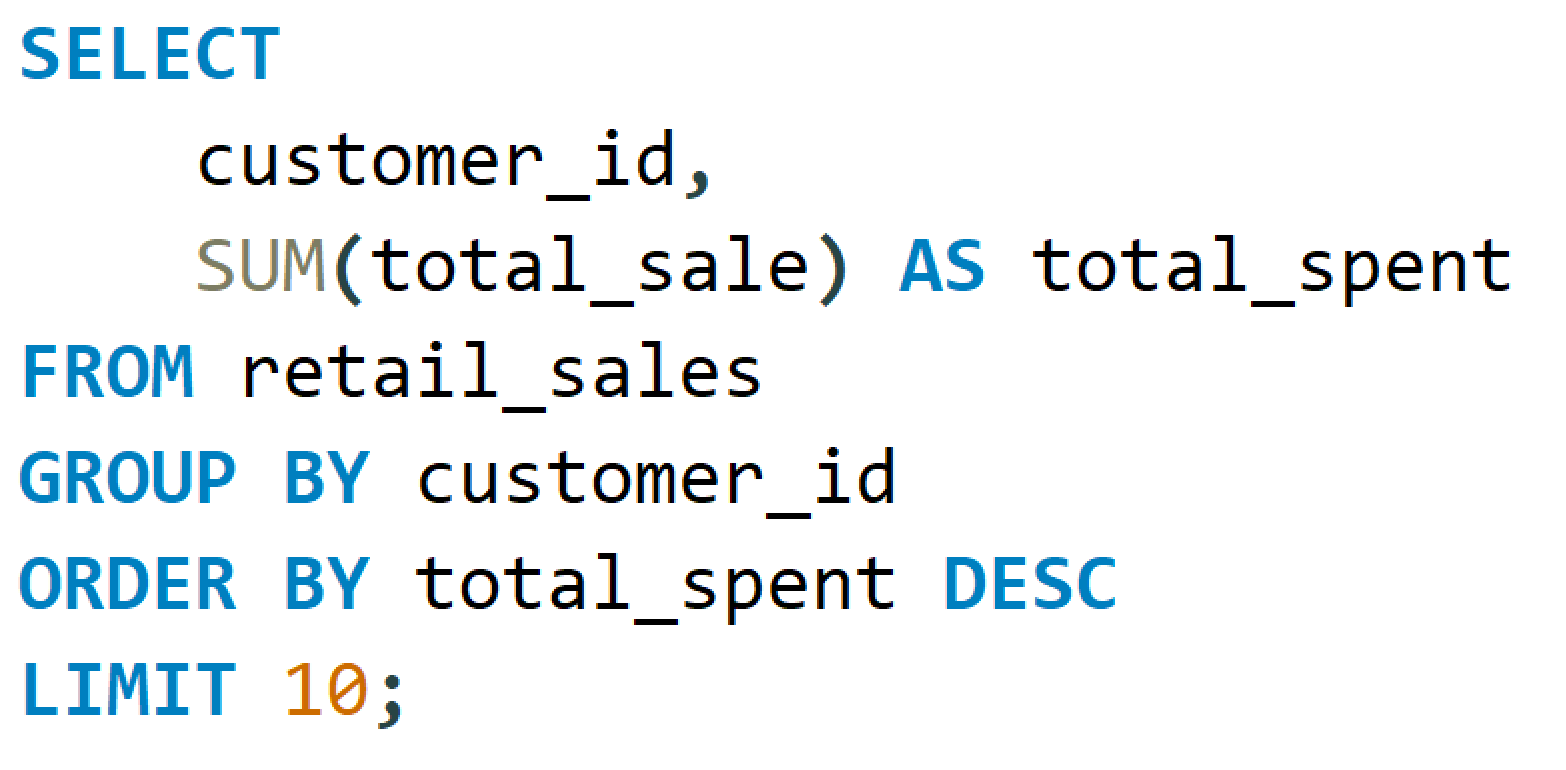 SELECT
    customer_id,
    SUM(total_sale) AS total_spent
FROM retail_sales
GROUP BY customer_id
ORDER BY total_spent DESC
LIMIT 10;